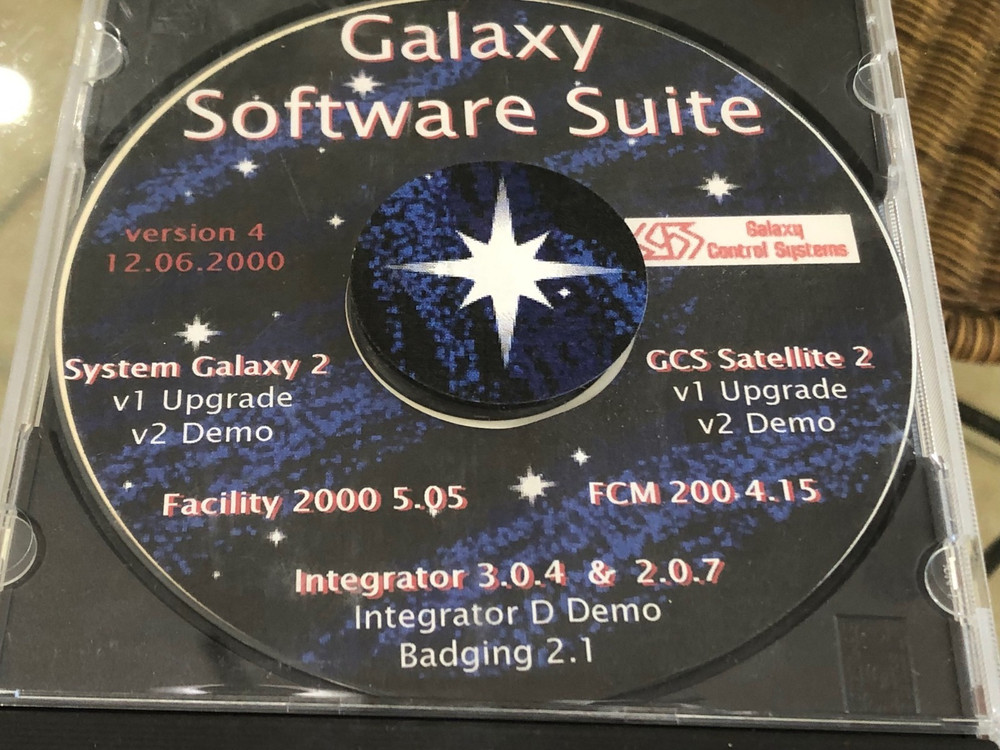 Galaxy
Software Suite
version 4
12.06.2000
Galaxy
Control Systems
System Galaxy 2
v1 Upgrade
v2 Demo
GCS Satellite 2
v1 Upgrade
v2 Demo
Facility 2000 5.05
FCM 200 4.15
Integrator 3.0.4 & 2.0.7
Integrator D Demo
Badging 2.1